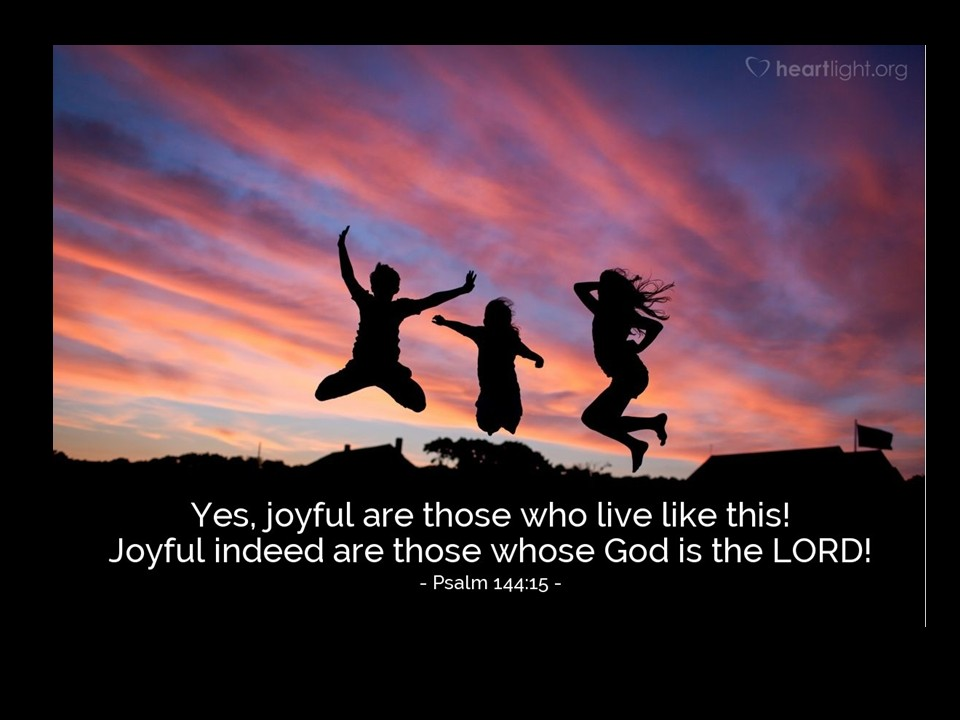 heartlight.org
Yes, joyful are those who live like this!
Joyful indeed are those whose God is the LORD!
- Psalm 144:15 -